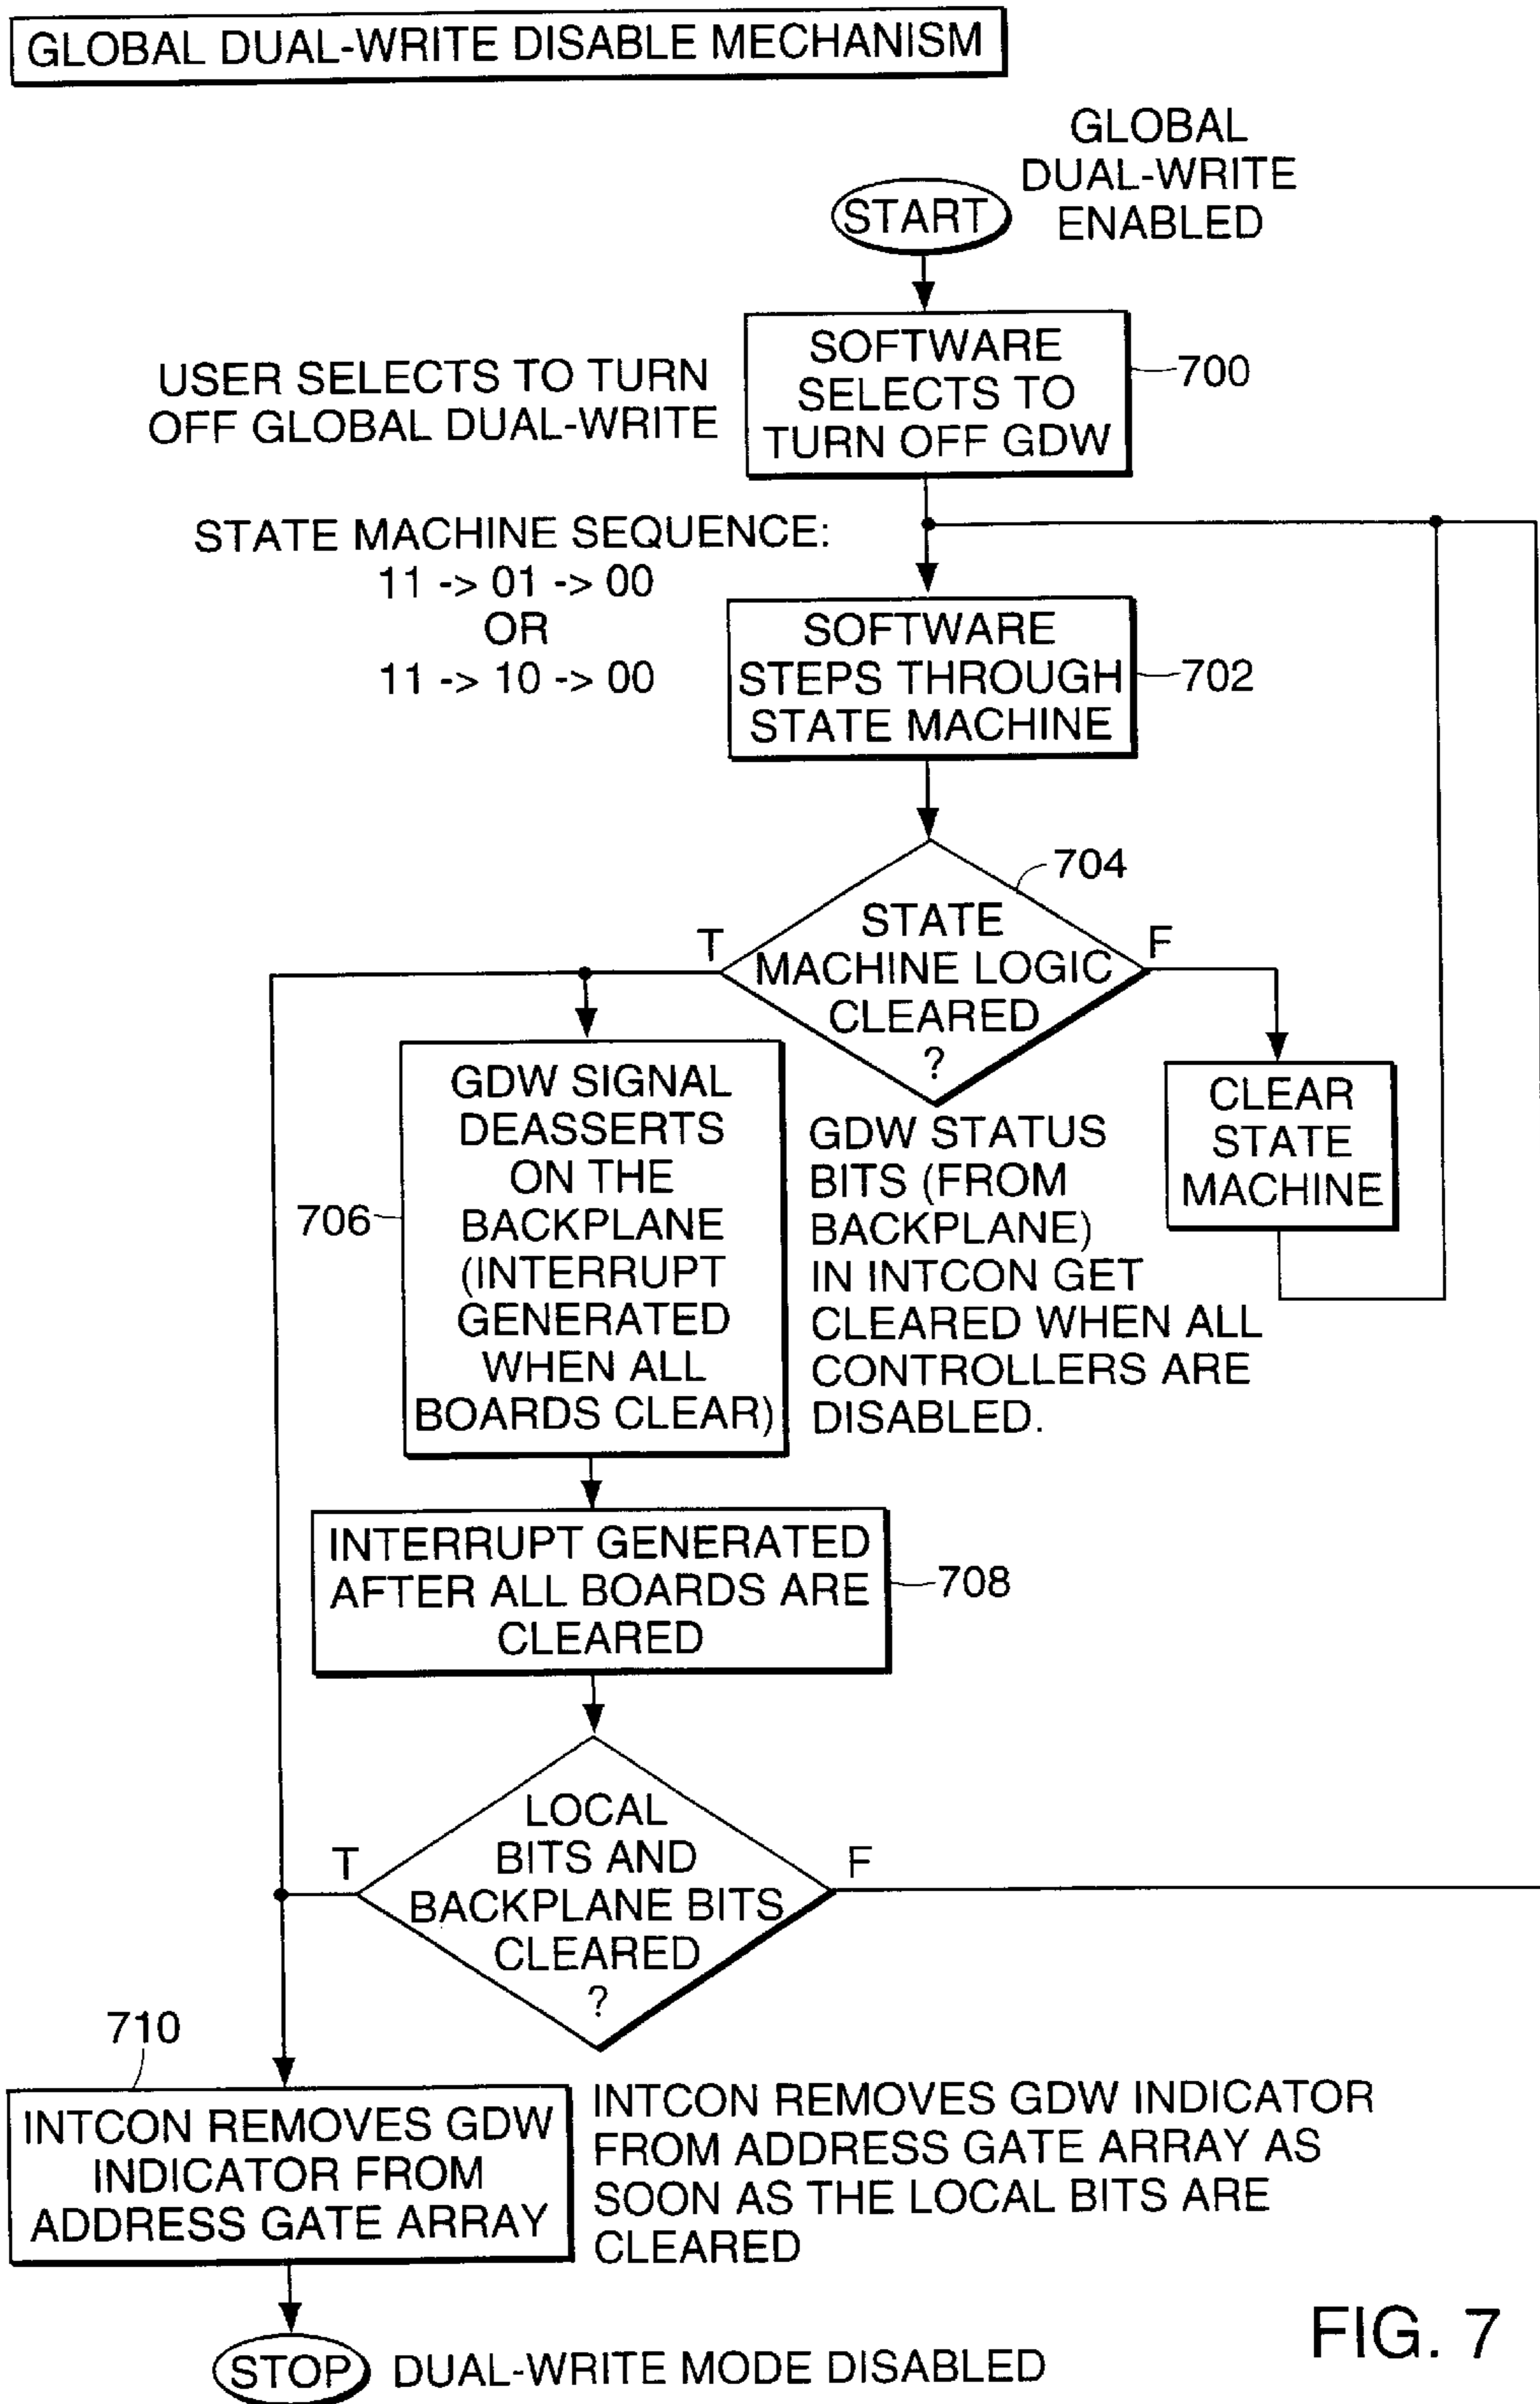 GLOBAL DUAL-WRITE DISABLE MECHANISM
GLOBAL
DUAL-WRITE
ENABLED
START
SOFTWARE
SELECTS TO
TURN OFF GDW
700
USER SELECTS TO TURN
OFF GLOBAL DUAL-WRITE
STATE MACHINE SEQUENCE:
11 -> 01 -> 00
OR
11 -> 10 -> 00
SOFTWARE
STEPS THROUGH
STATE MACHINE
702
704
STATE
MACHINE LOGIC
CLEARED
?
T
F
GDW SIGNAL
DEASSERTS
ON THE
BACKPLANE
(INTERRUPT
GENERATED
WHEN ALL
BOARDS CLEAR)
706
GDW STATUS
BITS (FROM
BACKPLANE)
IN INTCON GET
CLEARED WHEN ALL
CONTROLLERS ARE
DISABLED.
CLEAR
STATE
MACHINE
INTERRUPT GENERATED
AFTER ALL BOARDS ARE
CLEARED
708
LOCAL
BITS AND
BACKPLANE BITS
CLEARED
?
T
F
710
INTCON REMOVES GDW
INDICATOR FROM
ADDRESS GATE ARRAY
INTCON REMOVES GDW INDICATOR
FROM ADDRESS GATE ARRAY AS
SOON AS THE LOCAL BITS ARE
CLEARED
STOP
DUAL-WRITE MODE DISABLED
FIG. 7